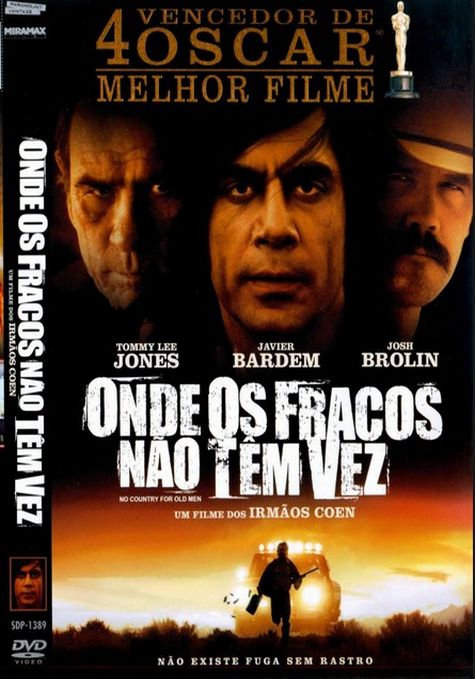 PARAMOUNT
VANTAGE
MIRAMAX
ONDE OS FRACOS NÃO TÊM VEZ
UM FILME DOS IRMÃOS COEN
SDP-1389
DVD
VIDEO
VENCEDOR DE
4 OSCAR®
MELHOR FILME
TOMMY LEE
JONES
JAVIER
BARDEM
JOSH
BROLIN
ONDE OS FRACOS
NÃO TÊM VEZ
NO COUNTRY FOR OLD MEN
UM FILME DOS IRMÃOS COEN
NÃO EXISTE FUGA SEM RASTRO